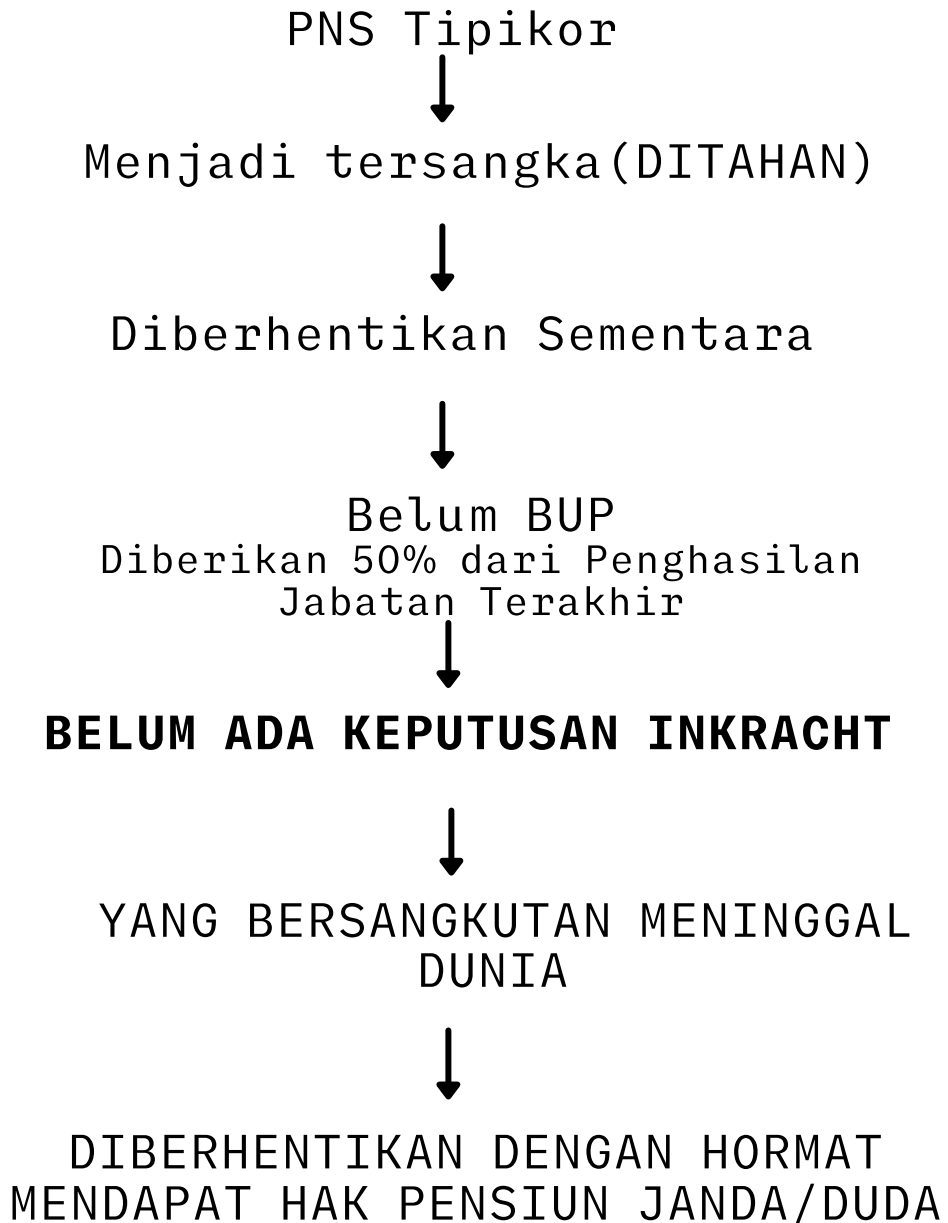 PNS Tipikor
Menjadi tersangka(DITAHAN)
Diberhentikan Sementara
Belum BUP
Diberikan 50% dari Penghasilan
Jabatan Terakhir
BELUM ADA KEPUTUSAN INKRACHT
YANG BERSANGKUTAN MENINGGAL
DUNIA
DIBERHENTIKAN DENGAN HORMAT
MENDAPAT HAK PENSIUN JANDA/DUDA